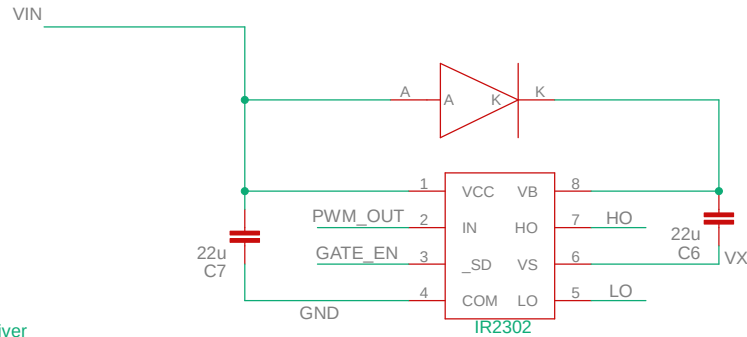 VIN
A A K K
1 VCC VB 8
PWM_OUT 2 IN HO 7 HO
GATE_EN 3 _SD VS 6 VX
4 COM LO 5 LO
22u
C7
22u
C6
GND
IR2302
iver